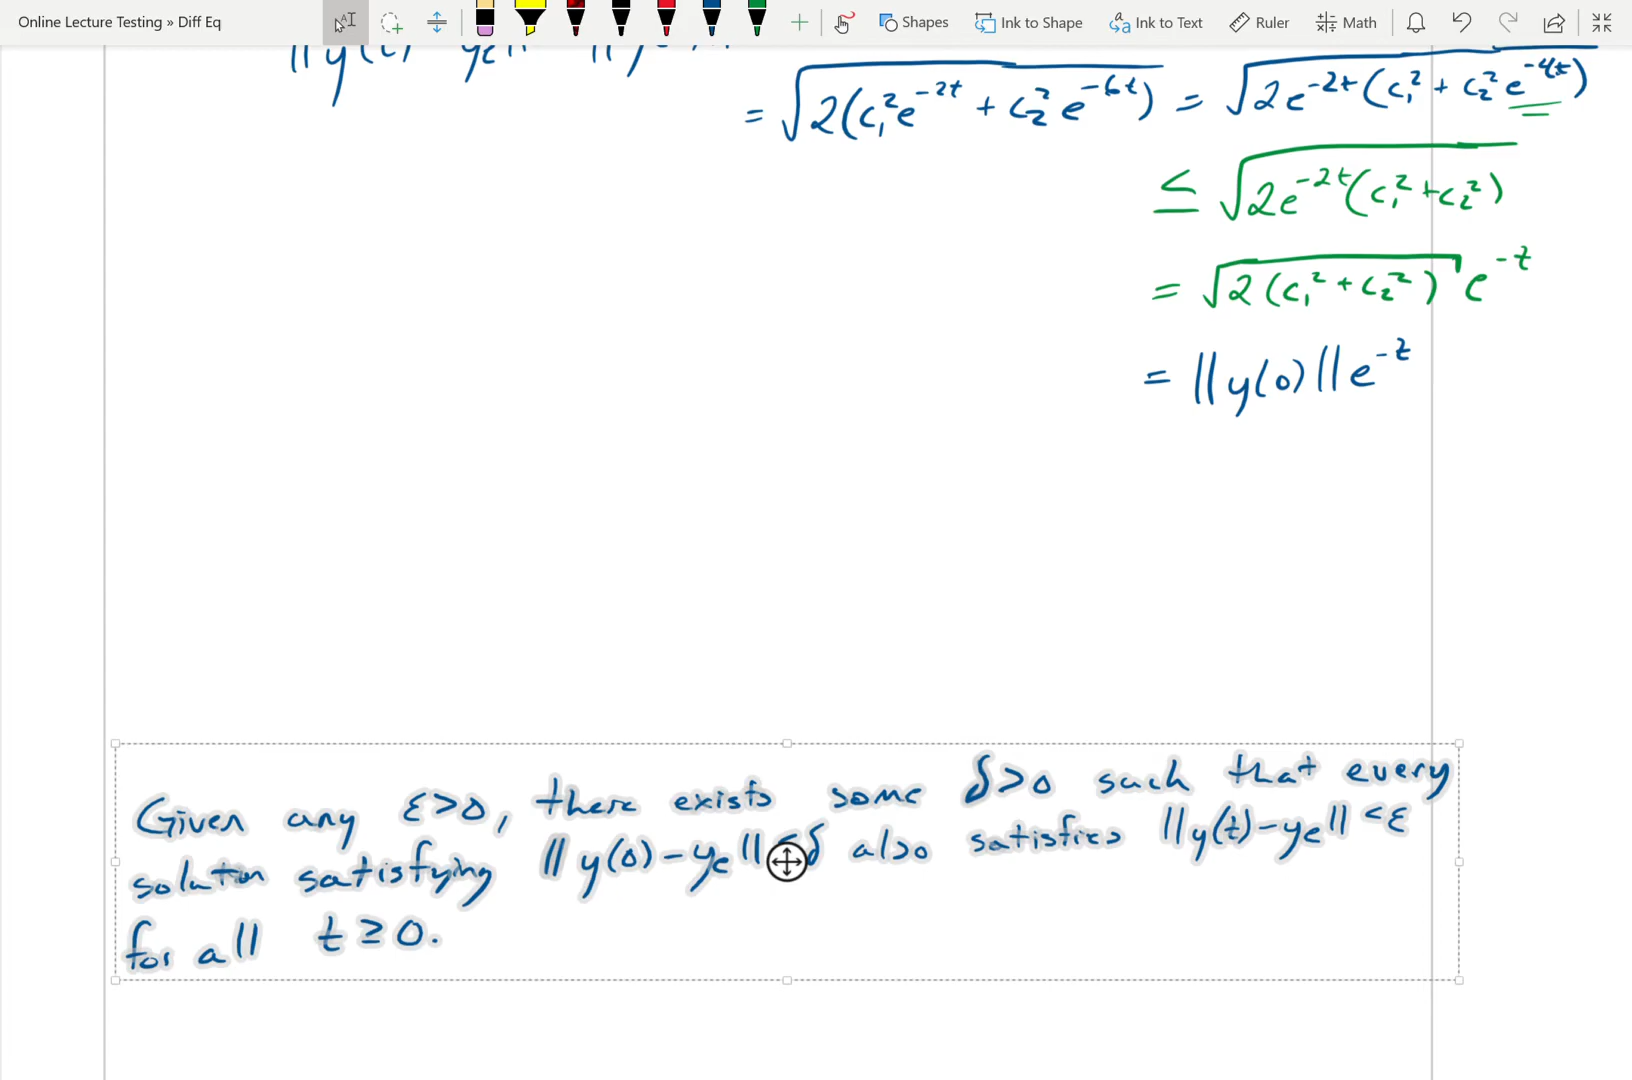 Online Lecture Testing » Diff Eq Shapes Ink to Shape Ink to Text Ruler Math
= √(2(c₁²e^(-2t) + c₂²e^(-6t))) = √(2e^(-2t)(c₁² + c₂²e^(-4t)))
≤ √(2e^(-2t)(c₁² + c₂²))
= √(2(c₁² + c₂²)) e^(-t)
= ||y(0)||e^(-t)
Given any ε>0, there exists some δ>0 such that every
solution satisfying ||y(0)-yₑ|| <δ also satisfies ||y(t)-yₑ|| <ε
for all t ≥ 0.